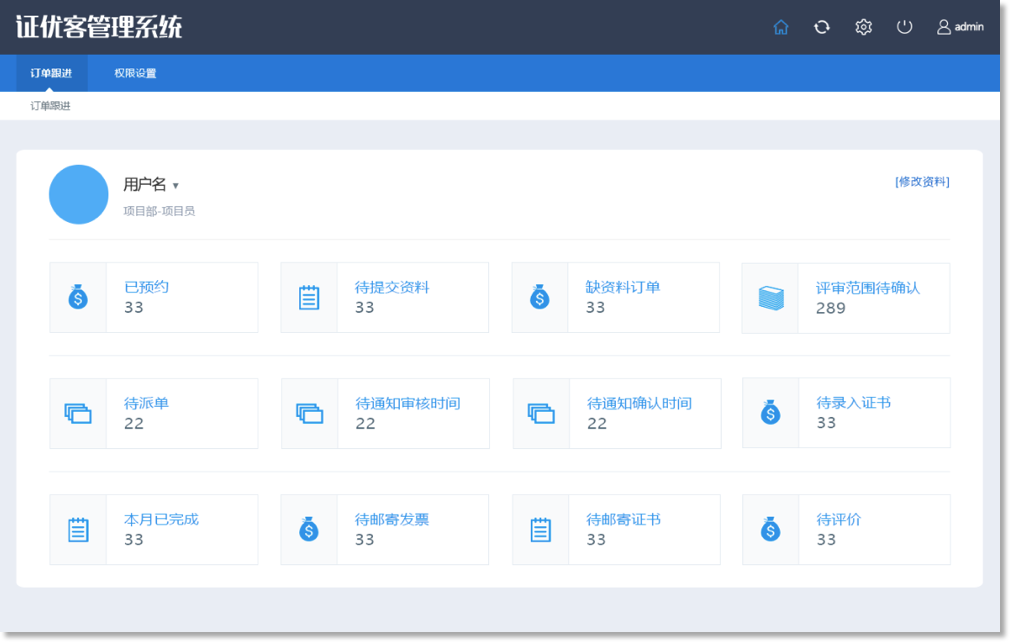 证优客管理系统
admin
订单跟进
权限设置
订单跟进
用户名
[修改资料]
项目部-项目员
已预约
33
待提交资料
33
缺资料订单
33
评审范围待确认
289
待派单
22
待通知审核时间
22
待通知确认时间
22
待录入证书
33
本月已完成
33
待邮寄发票
33
待邮寄证书
33
待评价
33